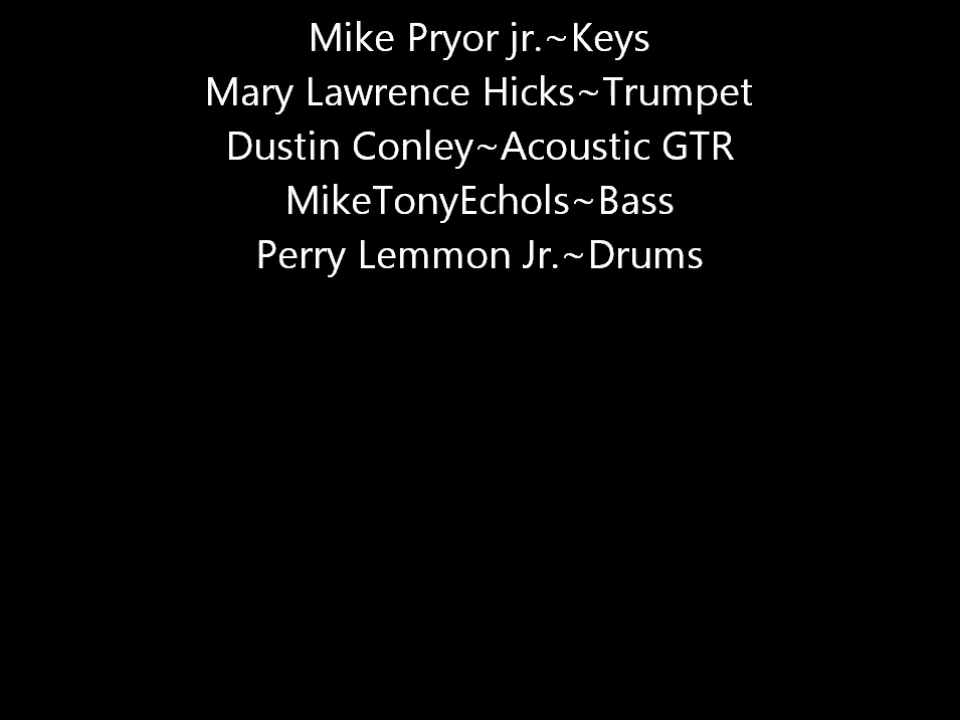 Mike Pryor jr.~Keys
Mary Lawrence Hicks~Trumpet
Dustin Conley~Acoustic GTR
MikeTonyEchols~Bass
Perry Lemmon Jr.~Drums